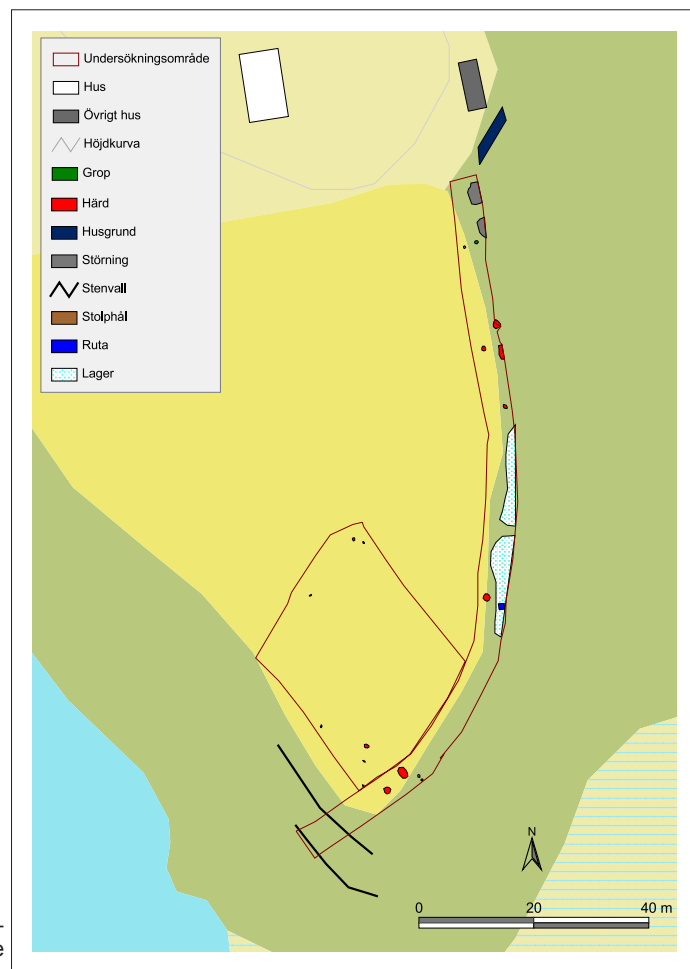 Undersökningsområde
Hus
Övrigt hus
Höjdkurva
Grop
Härd
Husgrund
Störning
Stenvall
Stolphål
Ruta
Lager
N
0 20 40 m
-
e